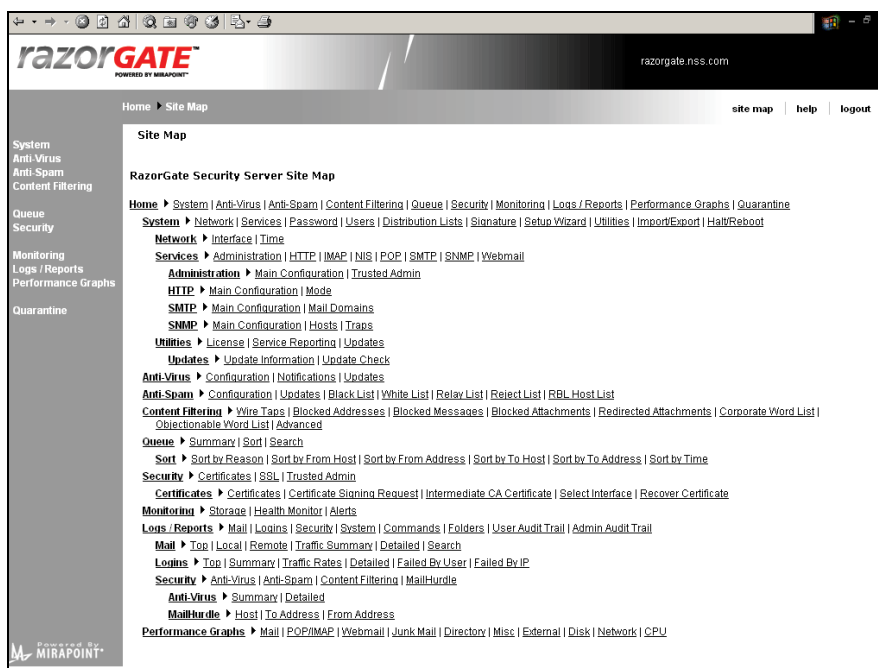 razorGATE™
POWERED BY MIRAPOINT™
razorgate.nss.com
Home ▶ Site Map
site map | help | logout
System
Anti-Virus
Anti-Spam
Content Filtering
Queue
Security
Monitoring
Logs / Reports
Performance Graphs
Quarantine
Site Map
RazorGate Security Server Site Map
Home ▶ System | Anti-Virus | Anti-Spam | Content Filtering | Queue | Security | Monitoring | Logs / Reports | Performance Graphs | Quarantine
System ▶ Network | Services | Password | Users | Distribution Lists | Signature | Setup Wizard | Utilities | Import/Export | Halt/Reboot
Network ▶ Interface | Time
Services ▶ Administration | HTTP | IMAP | NIS | POP | SMTP | SNMP | Webmail
Administration ▶ Main Configuration | Trusted Admin
HTTP ▶ Main Configuration | Mode
SMTP ▶ Main Configuration | Mail Domains
SNMP ▶ Main Configuration | Hosts | Traps
Utilities ▶ License | Service Reporting | Updates
Updates ▶ Update Information | Update Check
Anti-Virus ▶ Configuration | Notifications | Updates
Anti-Spam ▶ Configuration | Updates | Black List | White List | Relay List | Reject List | RBL Host List
Content Filtering ▶ Wire Taps | Blocked Addresses | Blocked Messages | Blocked Attachments | Redirected Attachments | Corporate Word List |
Objectionable Word List | Advanced
Queue ▶ Summary | Sort | Search
Sort ▶ Sort by Reason | Sort by From Host | Sort by From Address | Sort by To Host | Sort by To Address | Sort by Time
Security ▶ Certificates | SSL | Trusted Admin
Certificates ▶ Certificates | Certificate Signing Request | Intermediate CA Certificate | Select Interface | Recover Certificate
Monitoring ▶ Storage | Health Monitor | Alerts
Logs / Reports ▶ Mail | Logins | Security | System | Commands | Folders | User Audit Trail | Admin Audit Trail
Mail ▶ Top | Local | Remote | Traffic Summary | Detailed | Search
Logins ▶ Top | Summary | Traffic Rates | Detailed | Failed By User | Failed By IP
Security ▶ Anti-Virus | Anti-Spam | Content Filtering | MailHurdle
Anti-Virus ▶ Summary | Detailed
MailHurdle ▶ Host | To Address | From Address
Performance Graphs ▶ Mail | POP/IMAP | Webmail | Junk Mail | Directory | Misc | External | Disk | Network | CPU
Powered By
MIRAPOINT